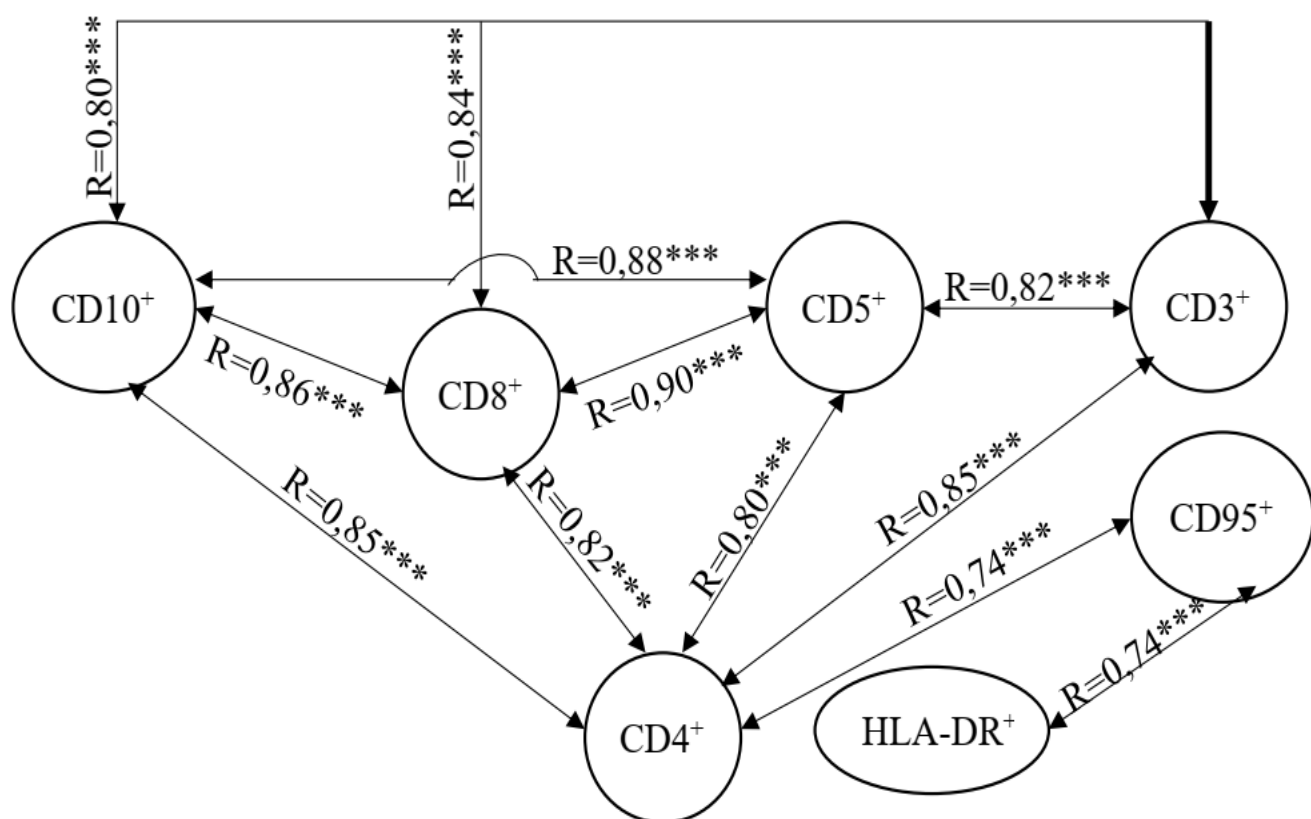 R=0,80***
R=0,84***
R=0,88***
R=0,82***
CD10⁺
CD8⁺
CD5⁺
CD3⁺
R=0,86***
R=0,90***
R=0,85***
R=0,82***
R=0,80***
R=0,85***
R=0,74***
CD95⁺
R=0,74***
CD4⁺
HLA-DR⁺